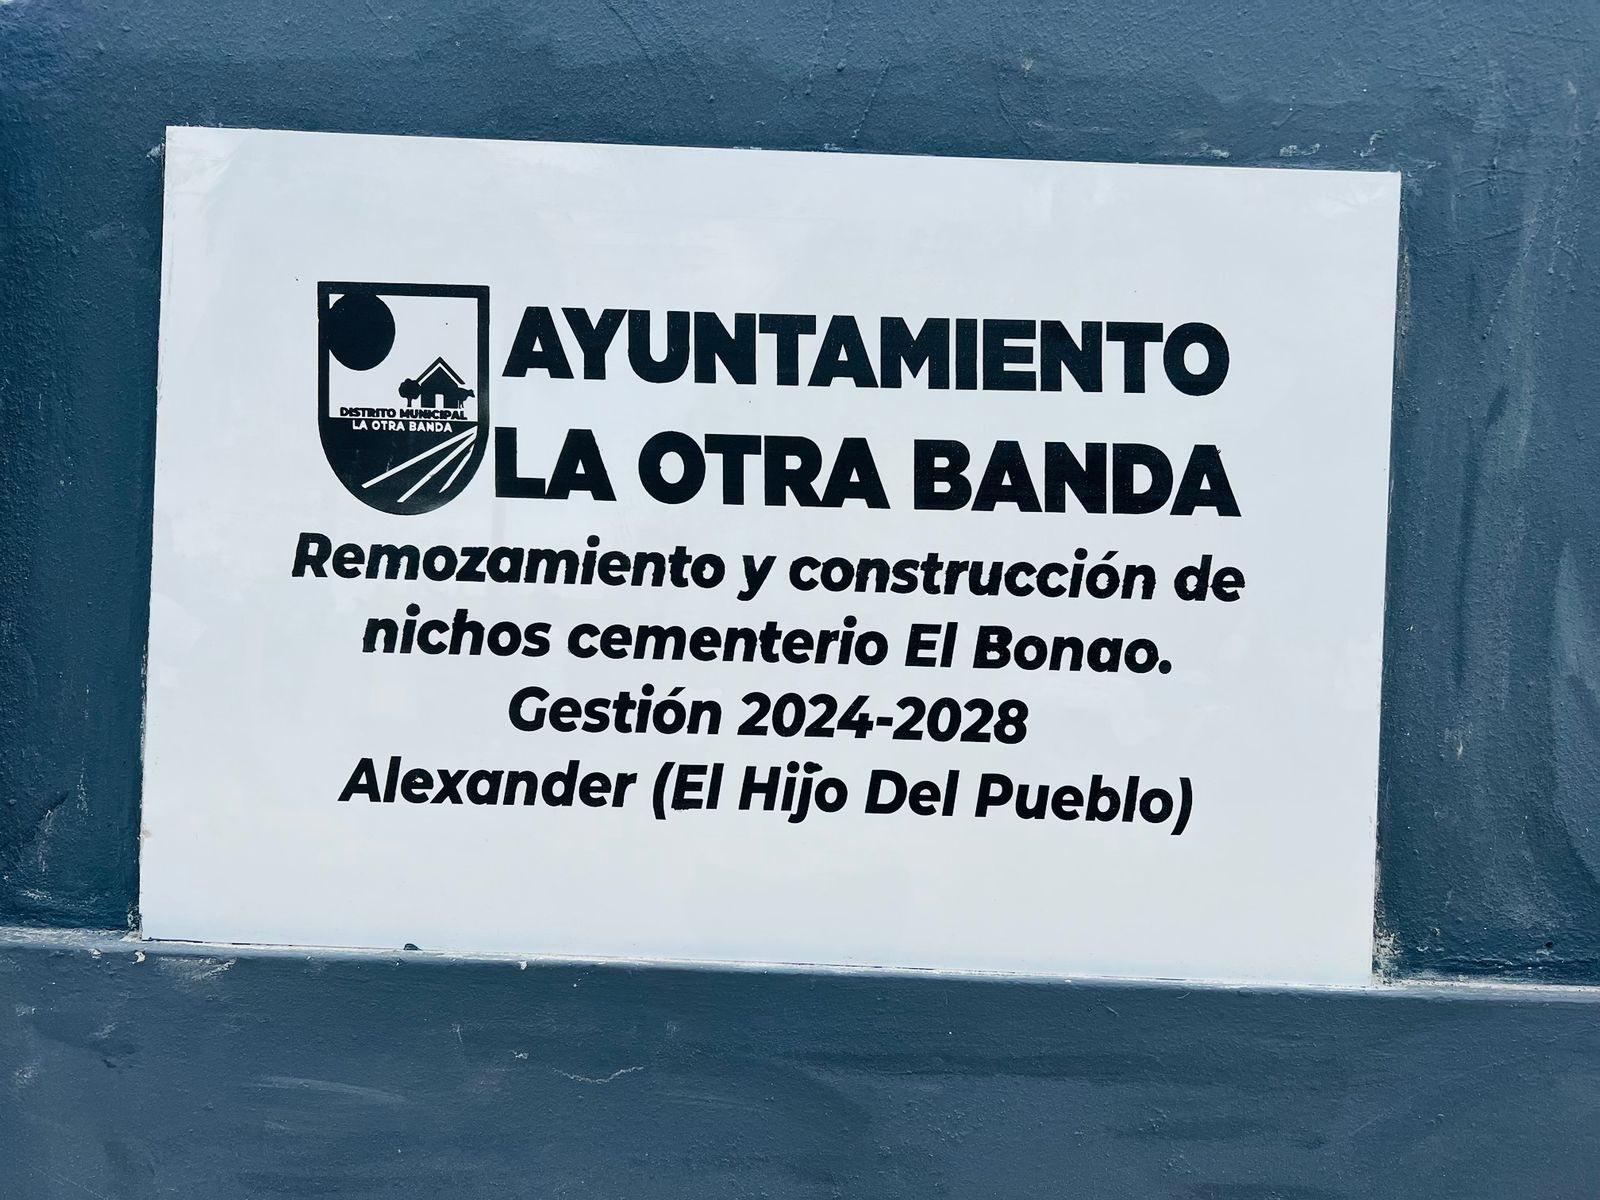 AYUNTAMIENTO
LA OTRA BANDA
DISTRITO MUNICIPAL
LA OTRA BANDA
Remozamiento y construcción de
nichos cementerio El Bonao.
Gestión 2024-2028
Alexander (El Hijo Del Pueblo)